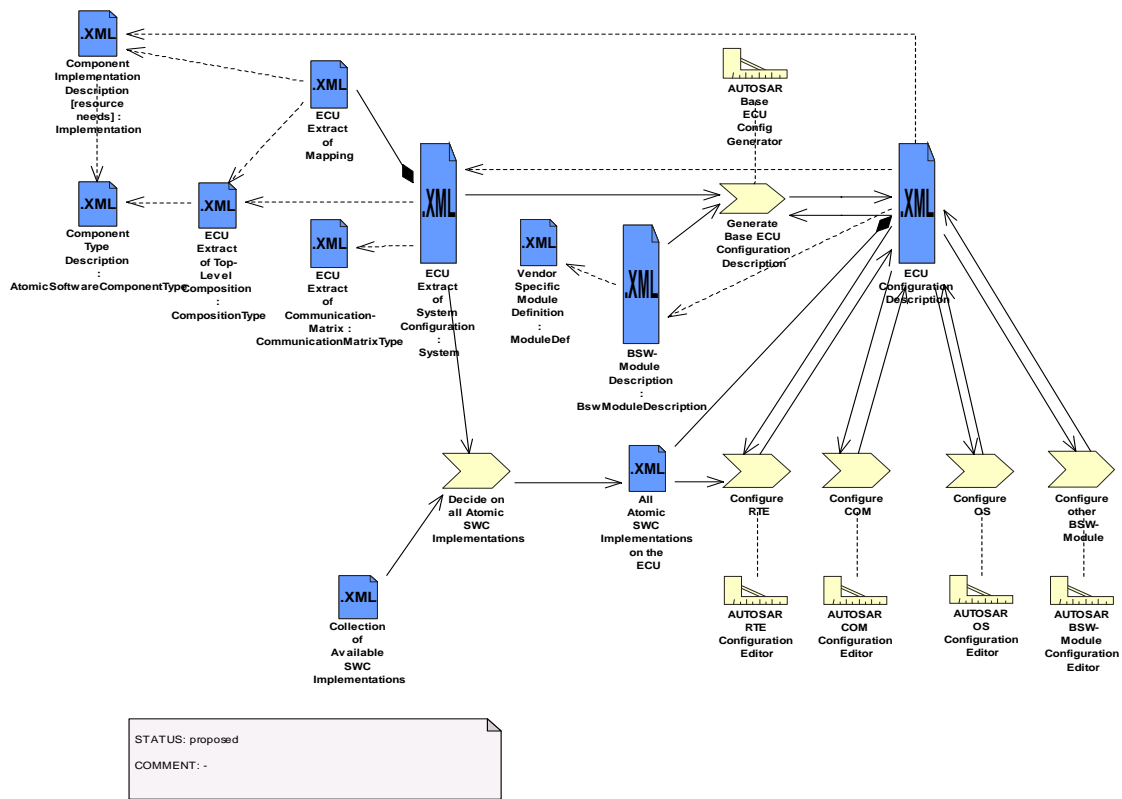 .XML
Component
Implementation
Description
[resource
needs] :
Implementation
.XML
ECU
Extract
of
Mapping
AUTOSAR
Base
ECU
Config
Generator
.XML
Component
Type
Description
:
AtomicSoftwareComponentType
.XML
ECU
Extract
of Top-
Level
Composition
:
CompositionType
.XML
ECU
Extract
of
Communication-
Matrix :
CommunicationMatrixType
.XML
ECU
Extract
of
System
Configuration
:
System
.XML
Vendor
Specific
Module
Definition
:
ModuleDef
.XML
BSW-
Module
Description
:
BswModuleDescription
Generate
Base ECU
Configuration
Description
.XML
ECU
Configuration
Description
Decide on
all Atomic
SWC
Implementations
.XML
All
Atomic
SWC
Implementations
on the
ECU
Configure
RTE
Configure
COM
Configure
OS
Configure
other
BSW-
Module
.XML
Collection
of
Available
SWC
Implementations
AUTOSAR
RTE
Configuration
Editor
AUTOSAR
COM
Configuration
Editor
AUTOSAR
OS
Configuration
Editor
AUTOSAR
BSW-
Module
Configuration
Editor
STATUS: proposed
COMMENT: -